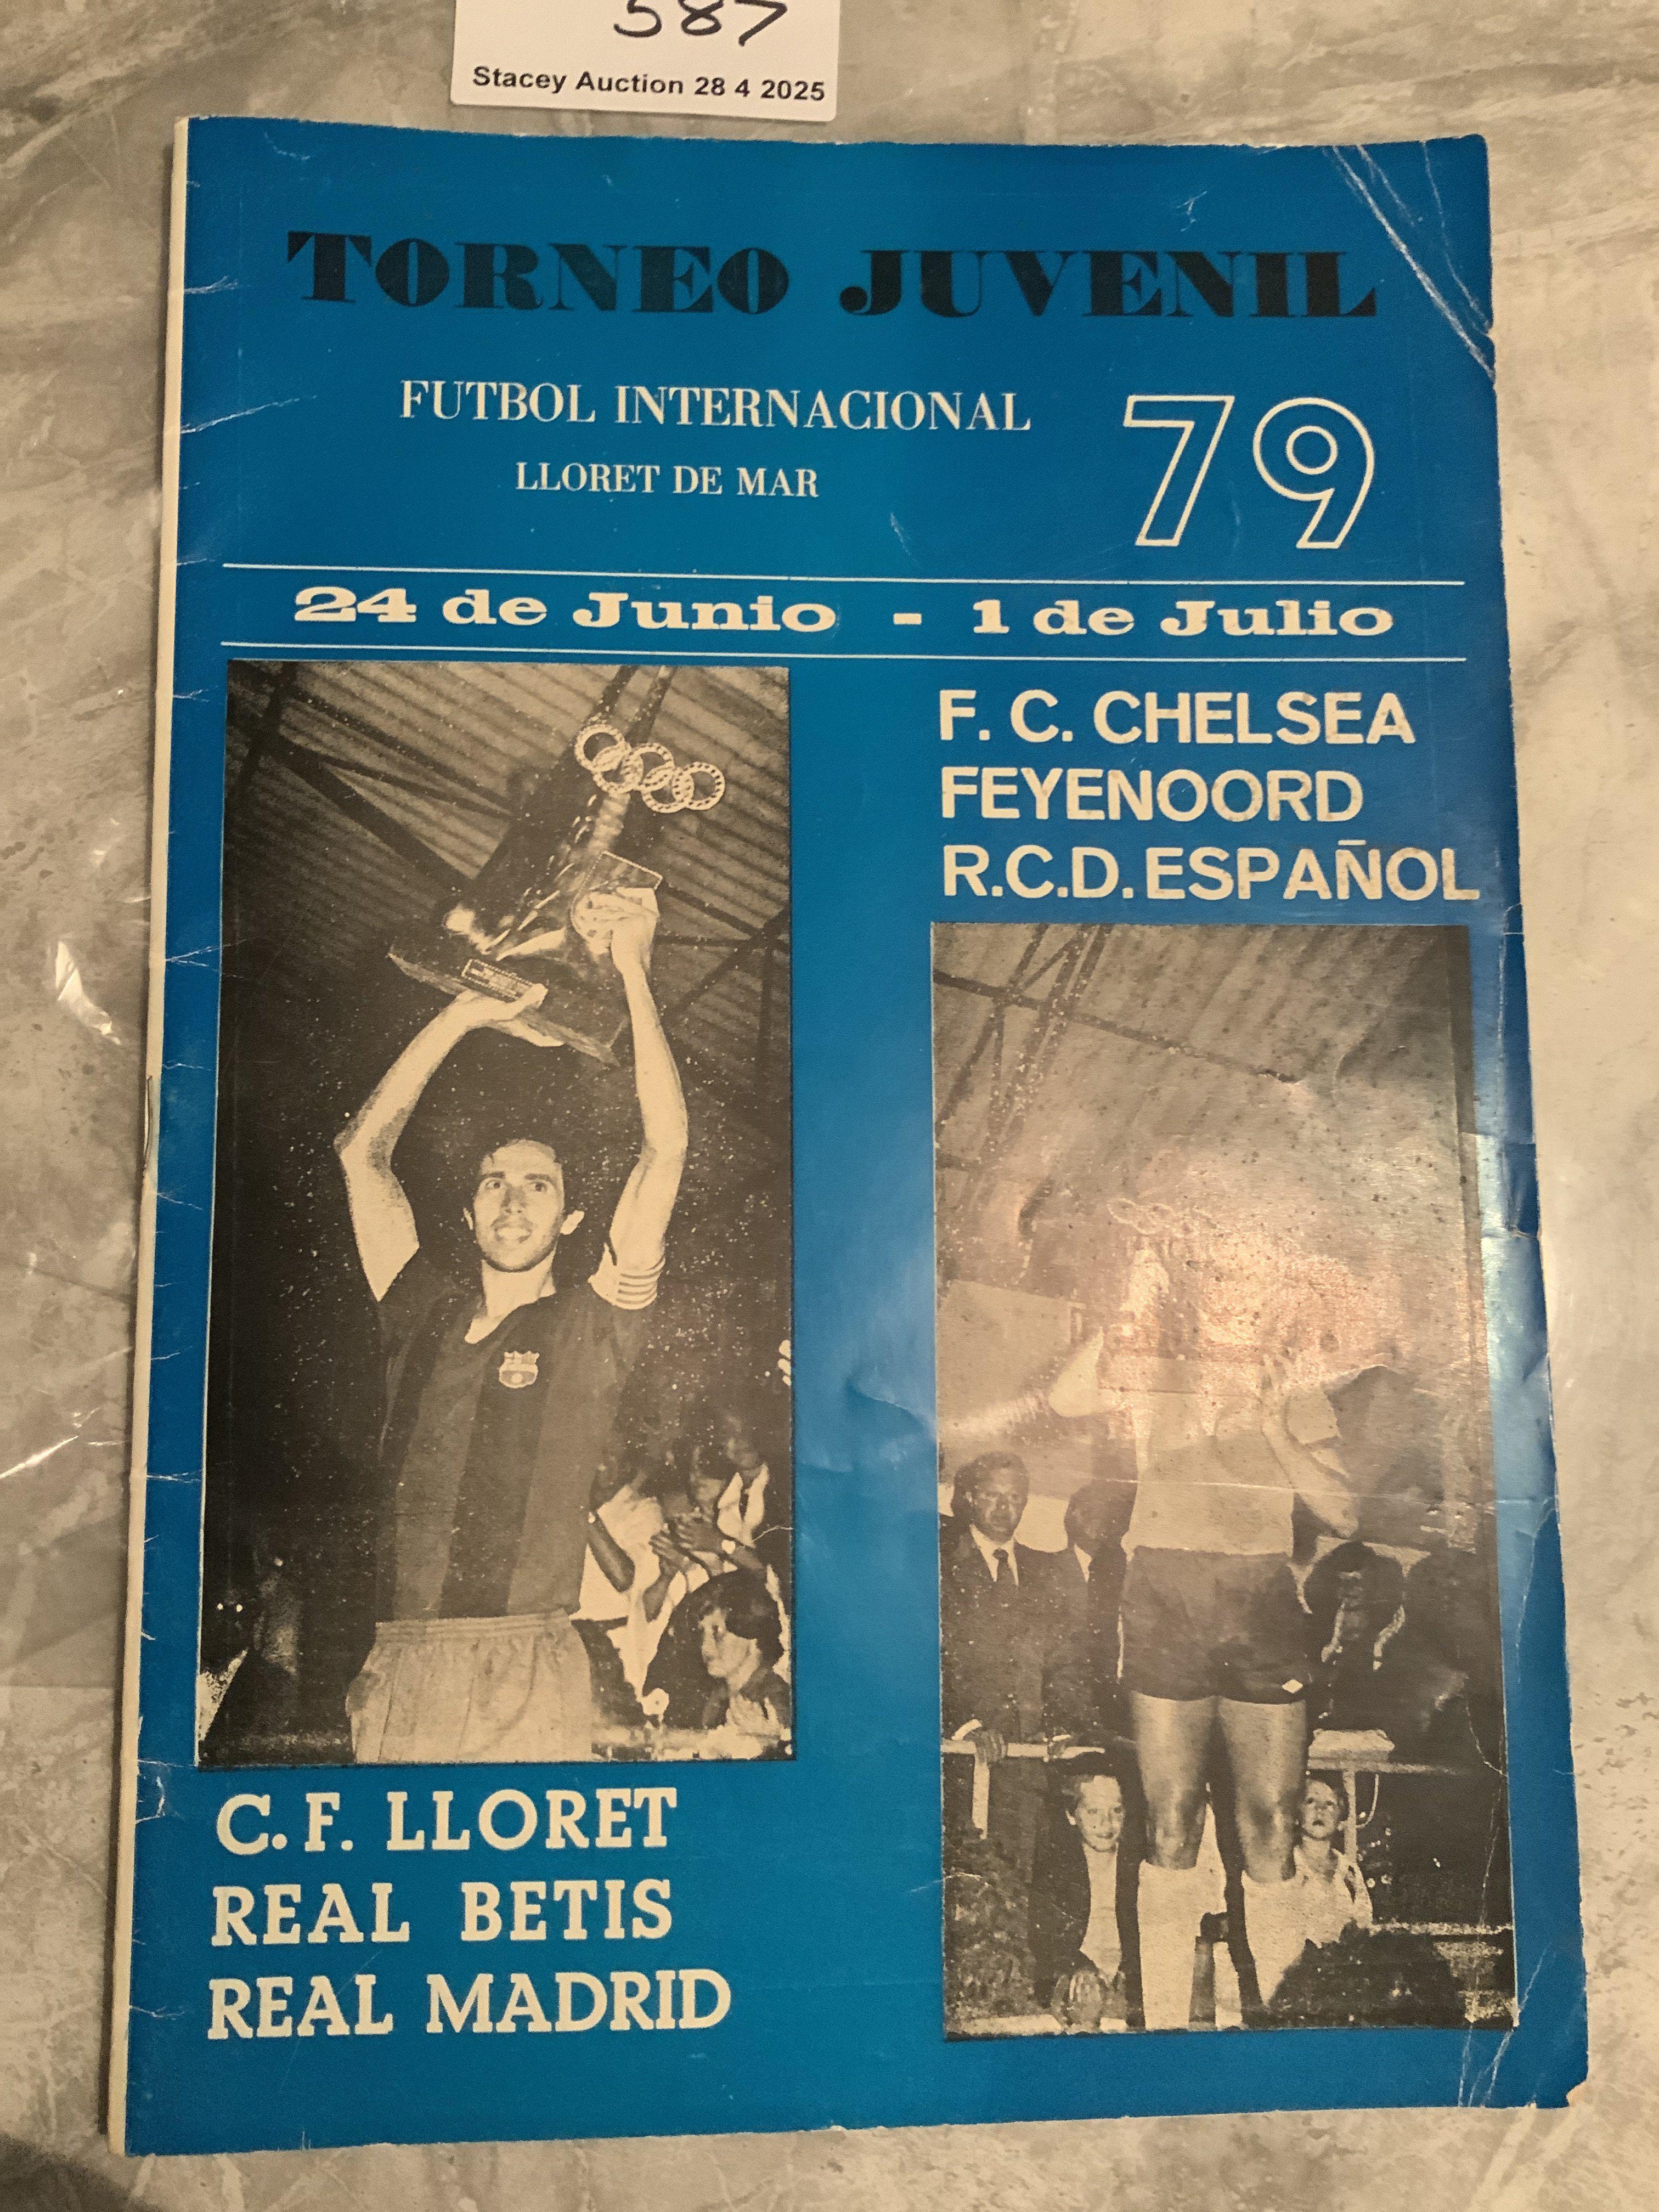 587
Stacey Auction 28 4 2025
TORNEO JUVENIL
FUTBOL INTERNACIONAL 79
LLORET DE MAR
24 de Junio - 1 de Julio
F. C. CHELSEA
FEYENOORD
R.C.D. ESPAÑOL
C.F. LLORET
REAL BETIS
REAL MADRID